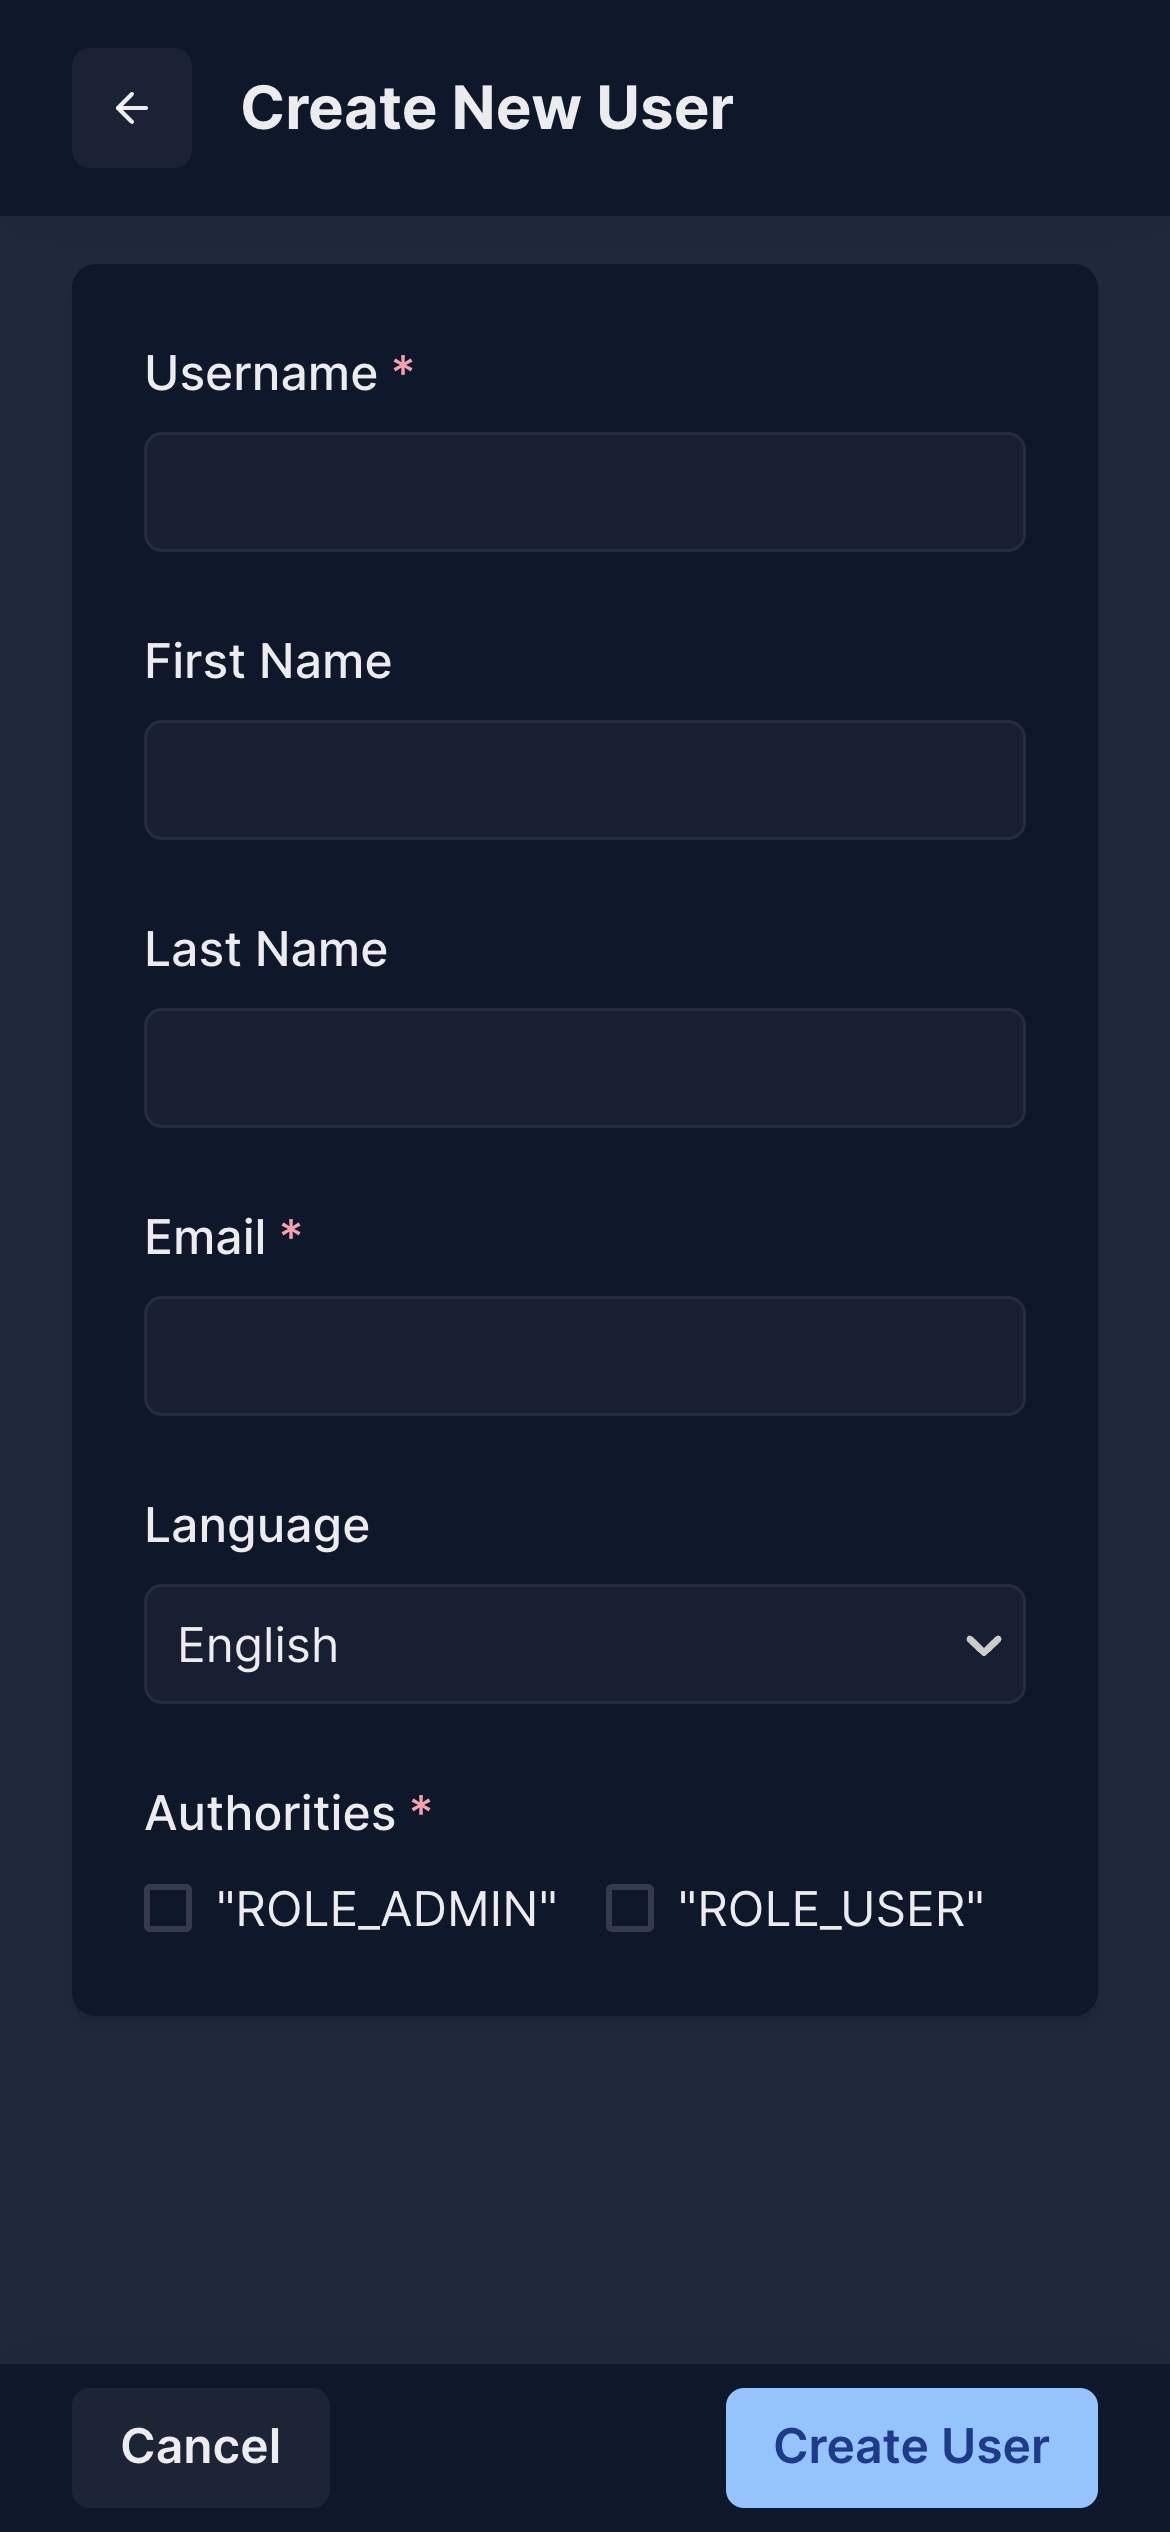 Create New User
Username *
First Name
Last Name
Email *
Language
English
Authorities *
"ROLE_ADMIN" "ROLE_USER"
Cancel Create User